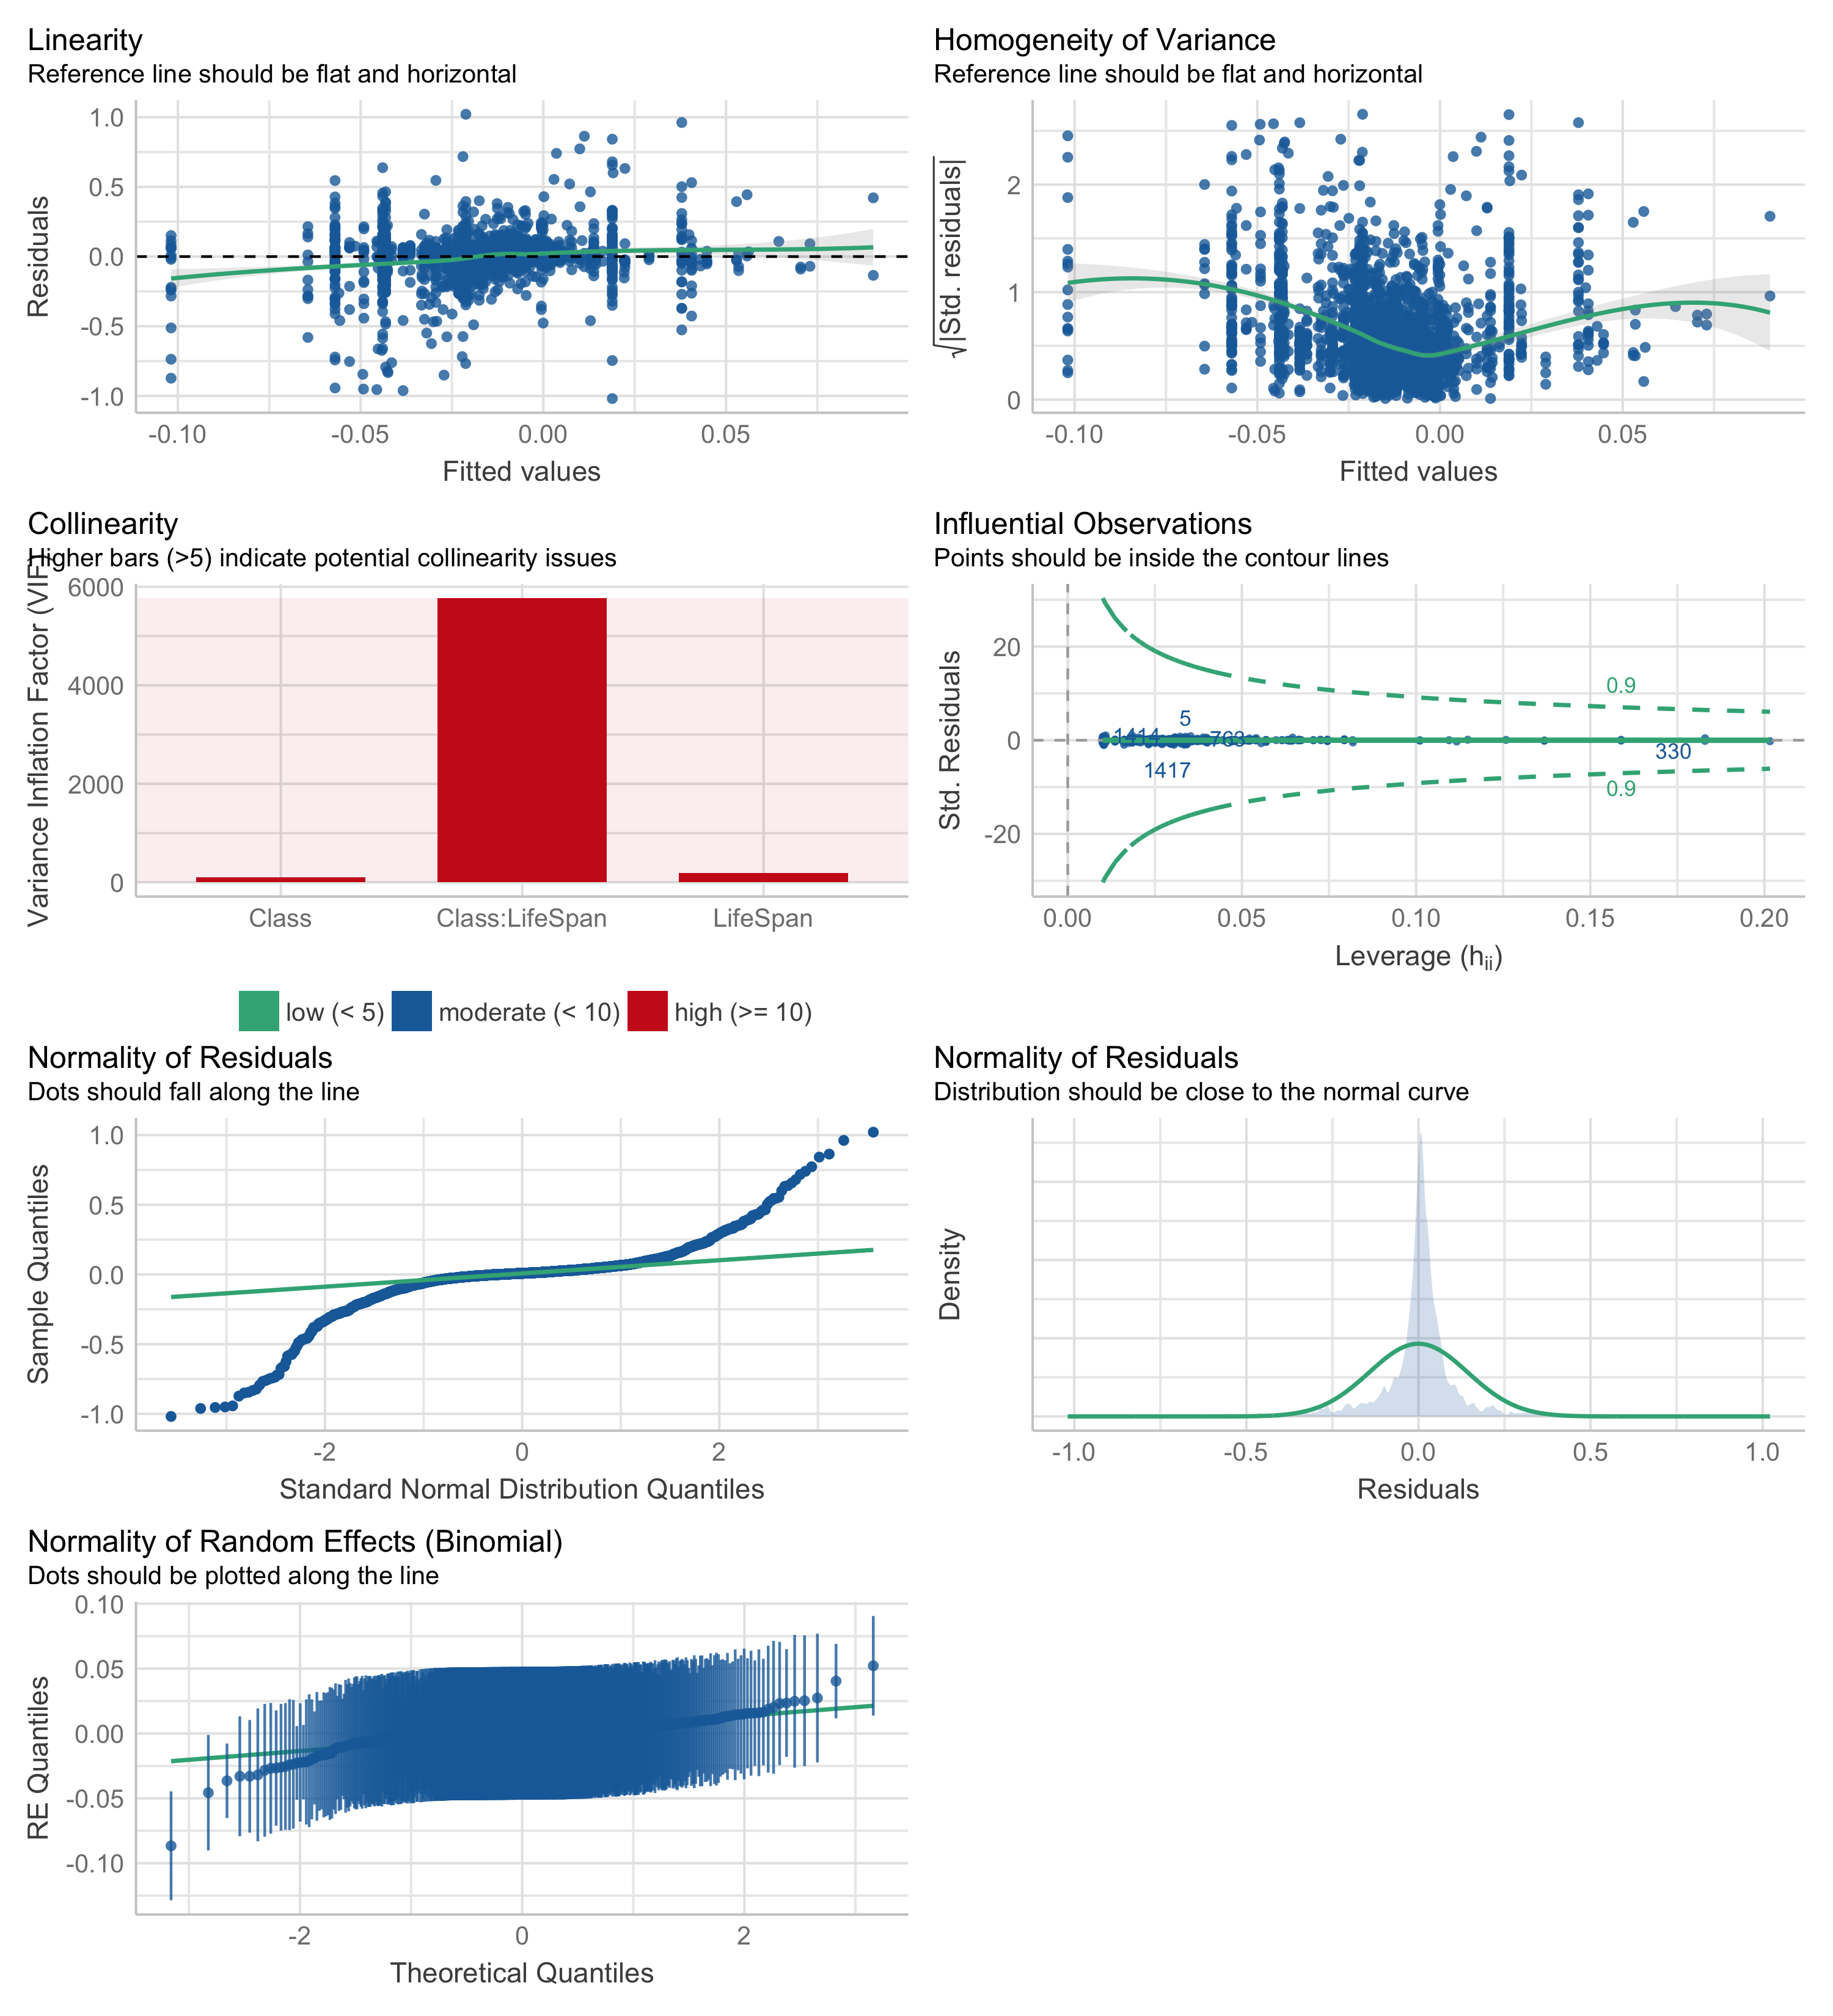 Linearity
Reference line should be flat and horizontal
1.0
0.5
0.0
-0.5
-1.0
Residuals
-0.10
-0.05
0.00
0.05
Fitted values
Homogeneity of Variance
Reference line should be flat and horizontal
2
1
0
√|Std. residuals|
-0.10
-0.05
0.00
0.05
Fitted values
Collinearity
Higher bars (>5) indicate potential collinearity issues
6000
4000
2000
0
Variance Inflation Factor (VIF)
Class
Class:LifeSpan
LifeSpan
low (< 5)
moderate (< 10)
high (>= 10)
Influential Observations
Points should be inside the contour lines
20
0
-20
Std. Residuals
0.9
5
1414
763
330
1417
0.9
0.00
0.05
0.10
0.15
0.20
Leverage (hii)
Normality of Residuals
Dots should fall along the line
1.0
0.5
0.0
-0.5
-1.0
Sample Quantiles
-2
0
2
Standard Normal Distribution Quantiles
Normality of Residuals
Distribution should be close to the normal curve
Density
-1.0
-0.5
0.0
0.5
1.0
Residuals
Normality of Random Effects (Binomial)
Dots should be plotted along the line
0.10
0.05
0.00
-0.05
-0.10
RE Quantiles
-2
0
2
Theoretical Quantiles